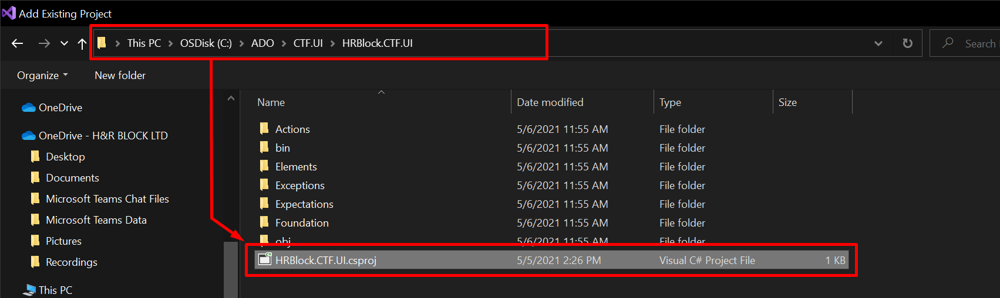 Add Existing Project
This PC > OSDisk (C:) > ADO > CTF.UI > HRBlock.CTF.UI
Search
Organize New folder
Name Date modified Type Size
OneDrive
OneDrive - H&R BLOCK LTD
Desktop
Documents
Microsoft Teams Chat Files
Microsoft Teams Data
Pictures
Recordings
This PC
Actions 5/6/2021 11:55 AM File folder
bin 5/6/2021 11:55 AM File folder
Elements 5/6/2021 11:55 AM File folder
Exceptions 5/6/2021 11:55 AM File folder
Expectations 5/6/2021 11:55 AM File folder
Foundation 5/6/2021 11:55 AM File folder
obj 5/6/2021 11:55 AM File folder
HRBlock.CTF.UI.csproj 5/5/2021 2:26 PM Visual C# Project File 1 KB